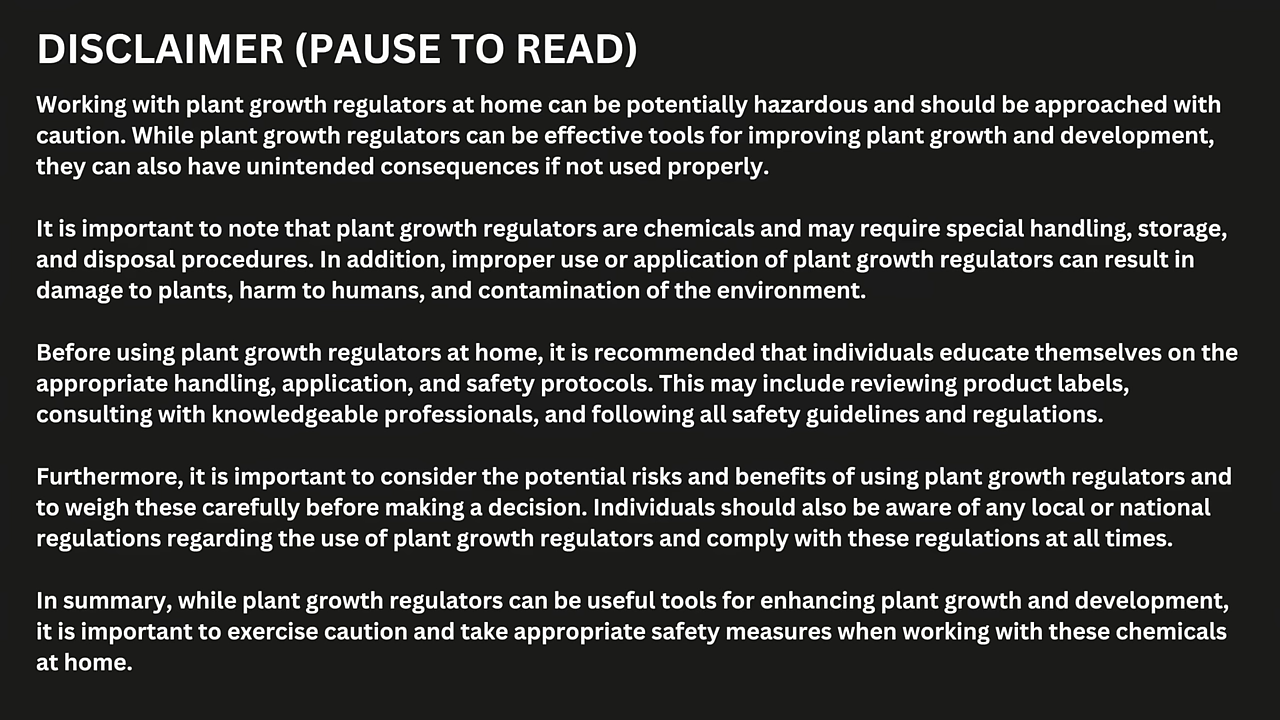 DISCLAIMER (PAUSE TO READ)
Working with plant growth regulators at home can be potentially hazardous and should be approached with
caution. While plant growth regulators can be effective tools for improving plant growth and development,
they can also have unintended consequences if not used properly.
It is important to note that plant growth regulators are chemicals and may require special handling, storage,
and disposal procedures. In addition, improper use or application of plant growth regulators can result in
damage to plants, harm to humans, and contamination of the environment.
Before using plant growth regulators at home, it is recommended that individuals educate themselves on the
appropriate handling, application, and safety protocols. This may include reviewing product labels,
consulting with knowledgeable professionals, and following all safety guidelines and regulations.
Furthermore, it is important to consider the potential risks and benefits of using plant growth regulators and
to weigh these carefully before making a decision. Individuals should also be aware of any local or national
regulations regarding the use of plant growth regulators and comply with these regulations at all times.
In summary, while plant growth regulators can be useful tools for enhancing plant growth and development,
it is important to exercise caution and take appropriate safety measures when working with these chemicals
at home.